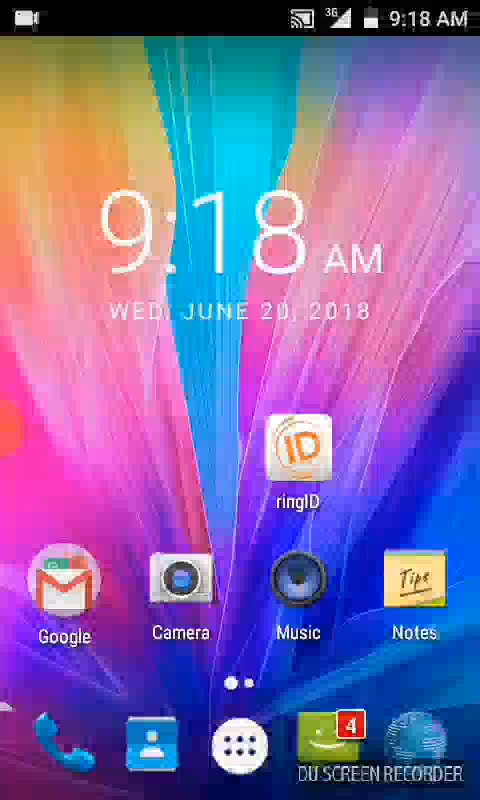 3G 9:18 AM
9:18 AM
WED, JUNE 20, 2018
ID
ringID
Tips
Google
Camera
Music
Notes
4
DU SCREEN RECORDER